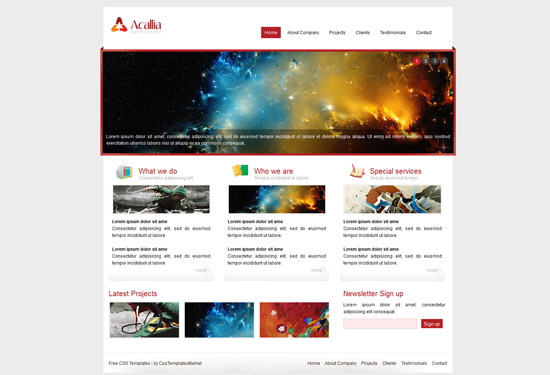 Acallia
Home About Company Projects Clients Testimonials Contact
1 2 3 4
Lorem ipsum dolor sit amet, consectetur adipisicing elit, sed do eiusmod tempor incididunt ut labore et dolore magna aliqua. Ut enim ad minim veniam, quis nostrud
exercitation ullamco laboris nisi ut aliquip ex ea commodo consequat.
What we do
Consectetur adipisicing elit
Lorem ipsum dolor sit ame
Consectetur adipisicing elit, sed do eiusmod
tempor incididunt ut labore.
Lorem ipsum dolor sit ame
Consectetur adipisicing elit, sed do eiusmod
tempor incididunt ut labore.
more
Who we are
Tempor incididunt ut labore
Lorem ipsum dolor sit ame
Consectetur adipisicing elit, sed do eiusmod
tempor incididunt ut labore.
Lorem ipsum dolor sit ame
Consectetur adipisicing elit, sed do eiusmod
tempor incididunt ut labore.
more
Special services
Sed do eiusmod tempor
Lorem ipsum dolor sit ame
Consectetur adipisicing elit, sed do eiusmod
tempor incididunt ut labore.
Lorem ipsum dolor sit ame
Consectetur adipisicing elit, sed do eiusmod
tempor incididunt ut labore.
more
Latest Projects
Newsletter Sign up
Lorem ipsum dolor sit amet, consectetur
adipisicing elit consequat.
Sign up
Free CSS Templates | by CssTemplatesMarket
Home About Company Projects Clients Testimonials Contact